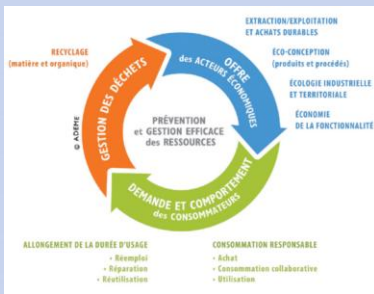 EXTRACTION/EXPLOITATION
ET ACHATS DURABLES
RECYCLAGE
(matière et organique)
ÉCO-CONCEPTION
(produits et procédés)
ÉCOLOGIE INDUSTRIELLE
ET TERRITORIALE
ÉCONOMIE
DE LA FONCTIONNALITÉ
GESTION DES DÉCHETS
OFFRE
des ACTEURS ÉCONOMIQUES
PRÉVENTION
et GESTION EFFICACE
des RESSOURCES
© ADEME
DEMANDE ET COMPORTEMENT
des CONSOMMATEURS
ALLONGEMENT DE LA DURÉE D'USAGE
• Réemploi
• Réparation
• Réutilisation
CONSOMMATION RESPONSABLE
• Achat
• Consommation collaborative
• Utilisation